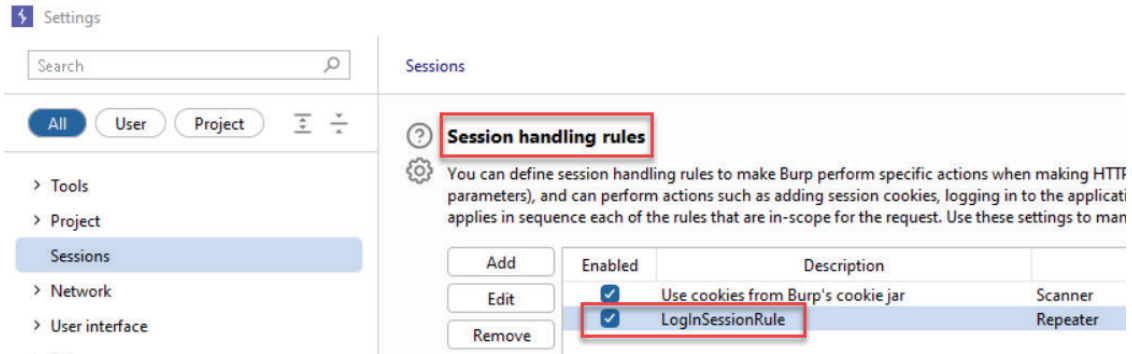 Settings
Search
Sessions
All User Project
Session handling rules
You can define session handling rules to make Burp perform specific actions when making HTTP
parameters), and can perform actions such as adding session cookies, logging in to the applicati
applies in sequence each of the rules that are in-scope for the request. Use these settings to man
Tools
Project
Sessions
Network
User interface
Add
Edit
Remove
Enabled Description
Use cookies from Burp's cookie jar Scanner
LogInSessionRule Repeater